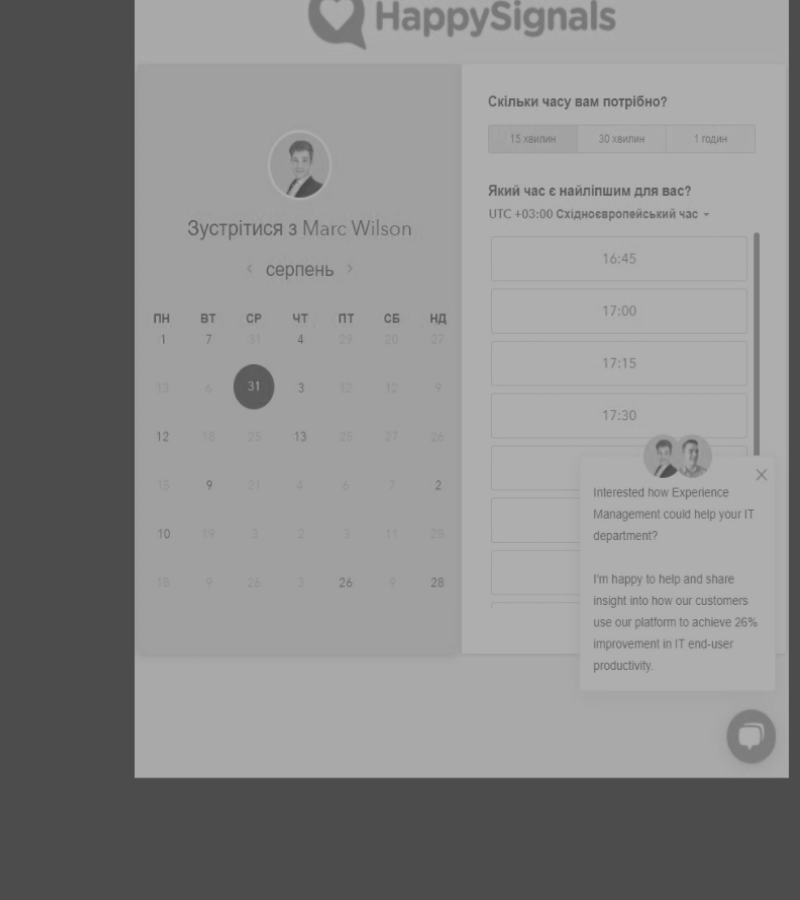 HappySignals
Зустрітися з Marc Wilson
серпень
ПН ВТ СР ЧТ ПТ СБ НД
1 7 31 4 29 20 27
13 6 31 3 12 12 9
12 18 25 13 25 27 26
15 9 21 4 6 7 2
10 19 3 2 3 11 25
18 9 26 3 26 9 28
Скільки часу вам потрібно?
15 хвилин 30 хвилин 1 годин
Який час є найліпшим для вас?
UTC +03:00 Східноєвропейський час
16:45
17:00
17:15
17:30
Interested how Experience
Management could help your IT
department?
I'm happy to help and share
insight into how our customers
use our platform to achieve 26%
improvement in IT end-user
productivity.